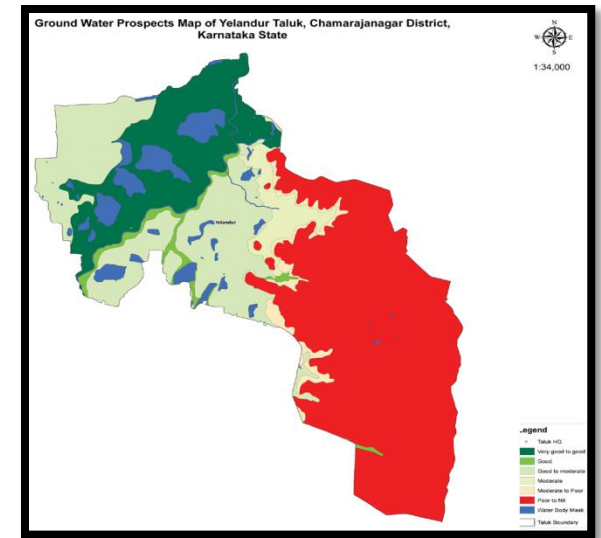 Ground Water Prospects Map of Yelandur Taluk, Chamarajanagar District,
Karnataka State
N
W E
S
1:34,000
Yelandur
.egend
Taluk HQ
Very good to good
Good
Good to moderate
Moderate
Moderate to Poor
Poor to Nil
Water Body Mask
Taluk Boundary